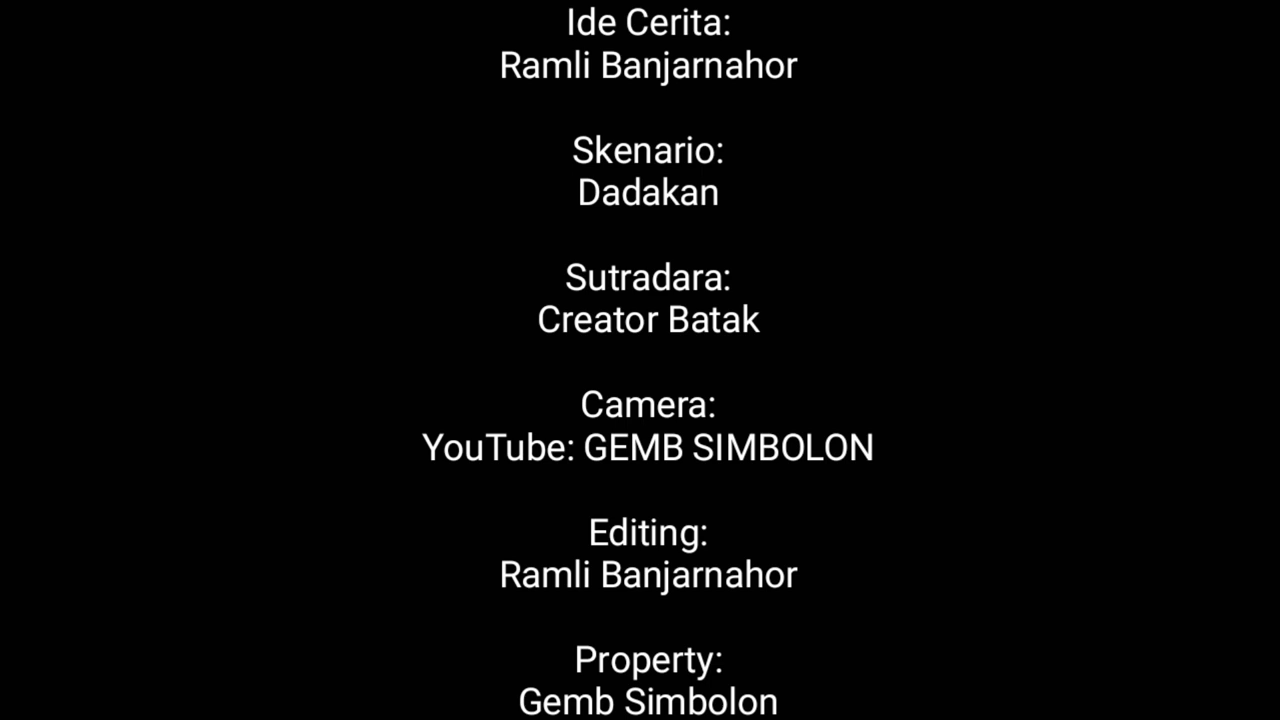 Ide Cerita:
Ramli Banjarnahor
Skenario:
Dadakan
Sutradara:
Creator Batak
Camera:
YouTube: GEMB SIMBOLON
Editing:
Ramli Banjarnahor
Property:
Gemb Simbolon